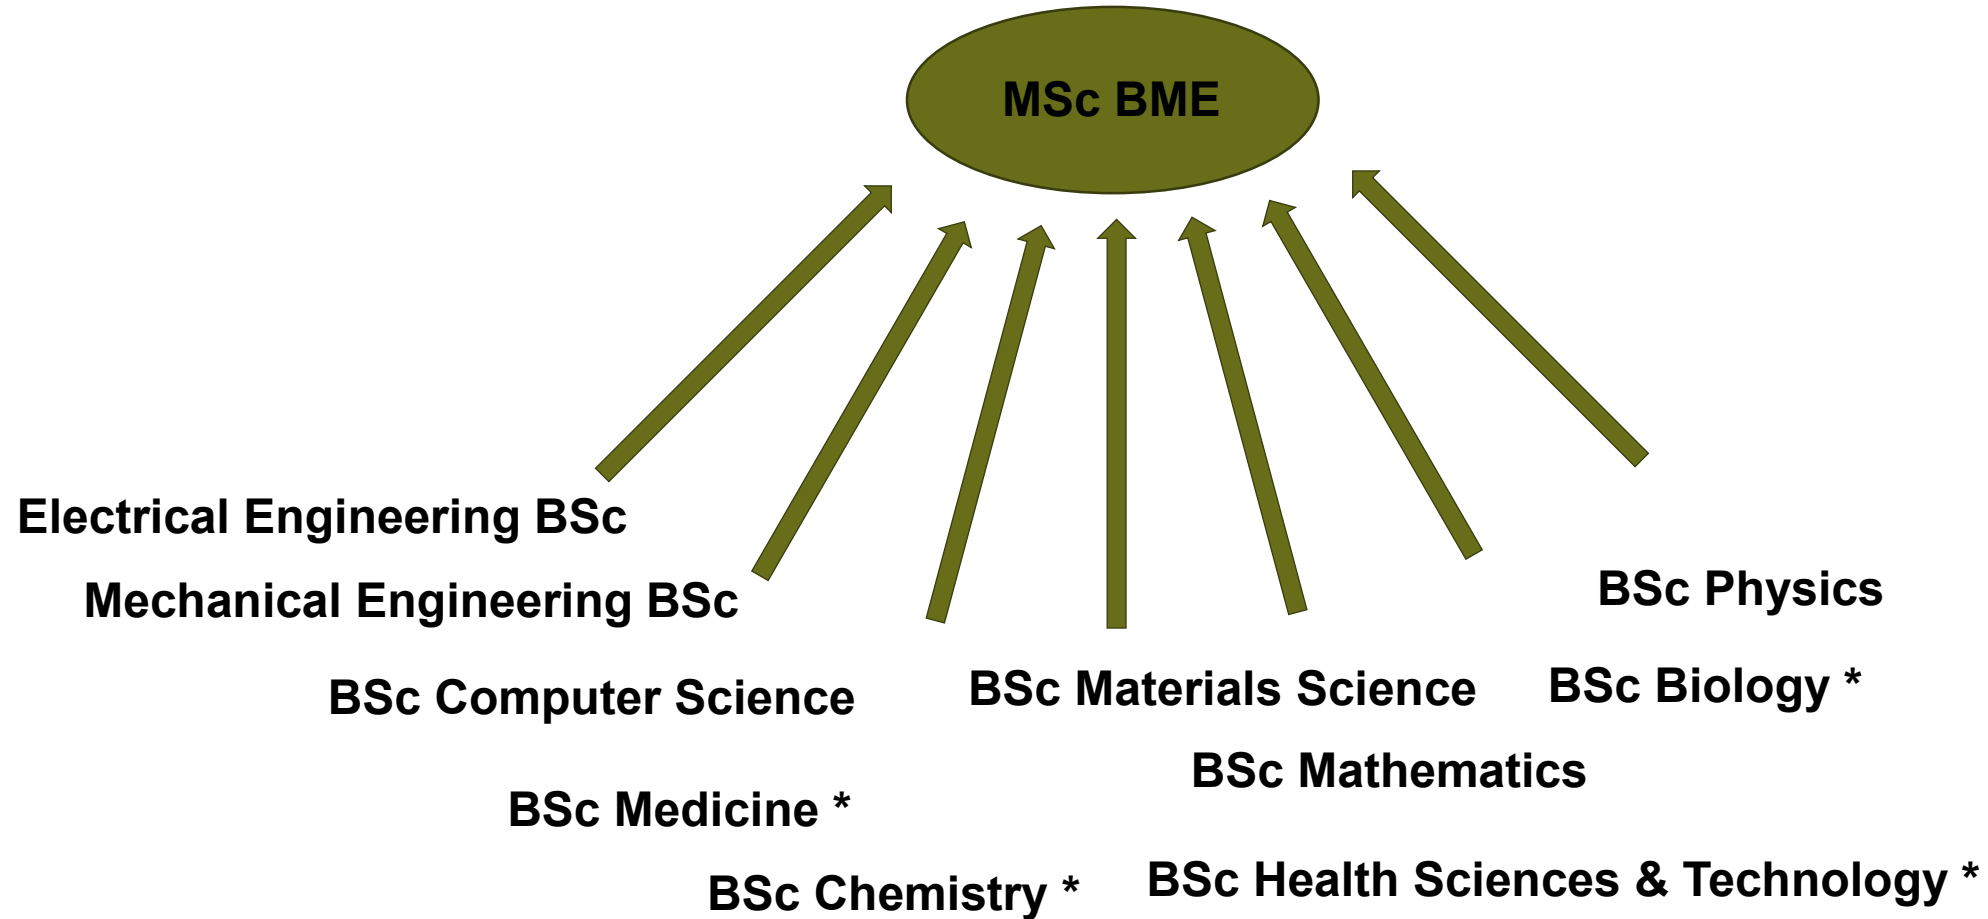 MSc BME
Electrical Engineering BSc
Mechanical Engineering BSc
BSc Computer Science
BSc Medicine *
BSc Chemistry *
BSc Materials Science
BSc Mathematics
BSc Health Sciences & Technology *
BSc Physics
BSc Biology *